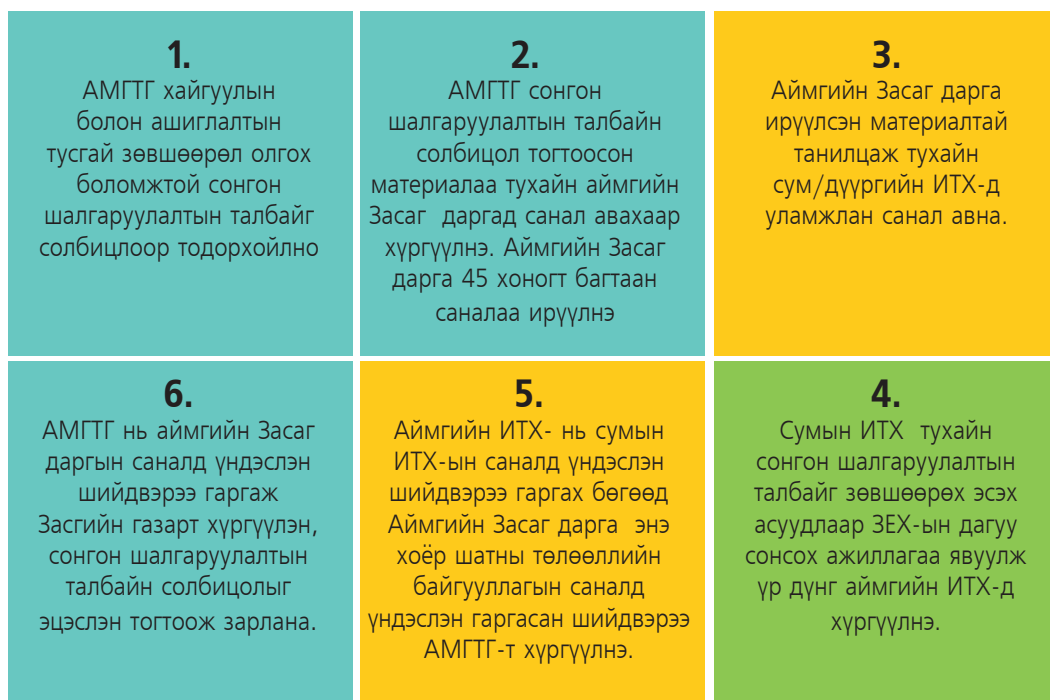 1.
АМГТГ хайгуулын
болон ашиглалтын
тусгай зөвшөөрөл олгох
боломжтой сонгон
шалгаруулалтын талбайг
солбицлоор тодорхойлно
2.
АМГТГ сонгон
шалгаруулалтын талбайн
солбицол тогтоосон
материалаа тухайн аймгийн
Засаг даргад санал авахаар
хүргүүлнэ. Аймгийн Засаг
дарга 45 хоногт багтаан
саналаа ирүүлнэ
3.
Аймгийн Засаг дарга
ирүүлсэн материалтай
танилцаж тухайн
сум/дүүргийн ИТХ-д
уламжлан санал авна.
4.
Сумын ИТХ тухайн
сонгон шалгаруулалтын
талбайг зөвшөөрөх эсэх
асуудлаар ЗЕХ-ын дагуу
сонсох ажиллагаа явуулж
үр дүнг аймгийн ИТХ-д
хүргүүлнэ.
5.
Аймгийн ИТХ- нь сумын
ИТХ-ын саналд үндэслэн
шийдвэрээ гаргах бөгөөд
Аймгийн Засаг дарга энэ
хоёр шатны төлөөллийн
байгууллагын саналд
үндэслэн гаргасан шийдвэрээ
АМГТГ-т хүргүүлнэ.
6.
АМГТГ нь аймгийн Засаг
даргын саналд үндэслэн
шийдвэрээ гаргаж
Засгийн газарт хүргүүлэн,
сонгон шалгаруулалтын
талбайн солбицолыг
эцэслэн тогтоож зарлана.